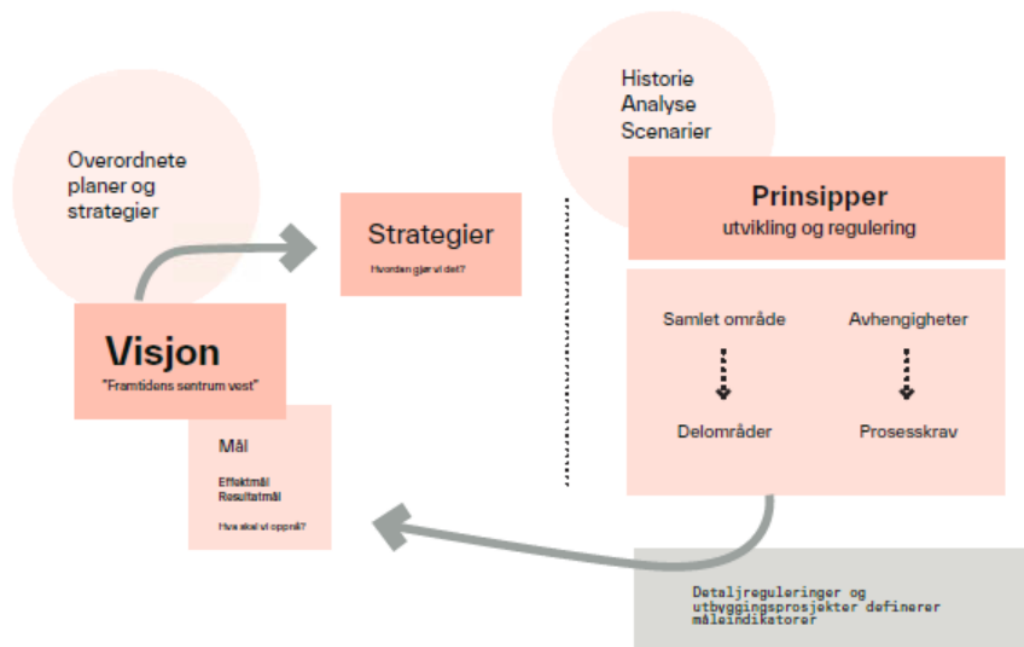 Overordnete
planer og
strategier
Visjon
"Framtidens sentrum vest"
Mål
Effektmål
Resultatmål
Hva skal vi oppnå?
Strategier
Hvordan gjør vi det?
Historie
Analyse
Scenarier
Prinsipper
utvikling og regulering
Samlet område
Avhengigheter
Delområder
Prosesskrav
Detaljreguleringer og
utbyggingsprosjekter definerer
måleindikatorer